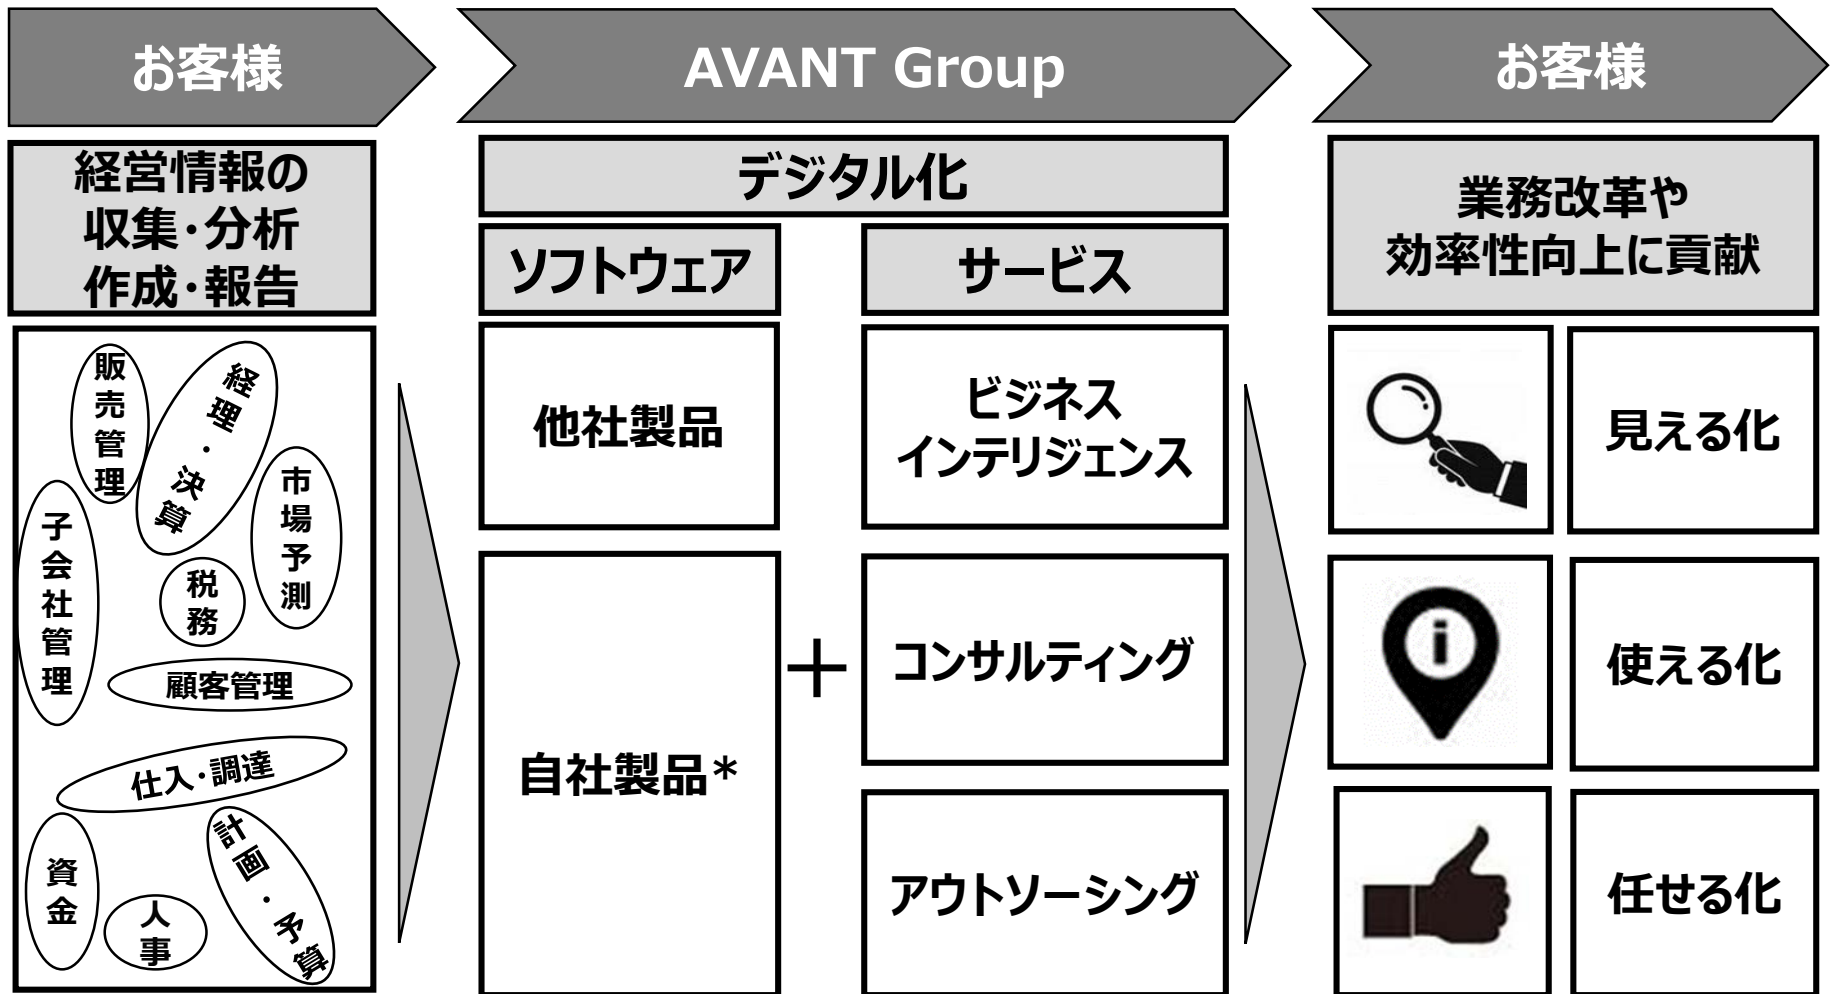 お客様
AVANT Group
お客様
経営情報の
収集・分析
作成・報告
販売管理
経理・決算
市場予測
子会社管理
税務
顧客管理
仕入・調達
資金
人事
計画・予算
デジタル化
ソフトウェア
サービス
他社製品
自社製品*
+
ビジネス
インテリジェンス
コンサルティング
アウトソーシング
業務改革や
効率性向上に貢献
見える化
i
使える化
任せる化